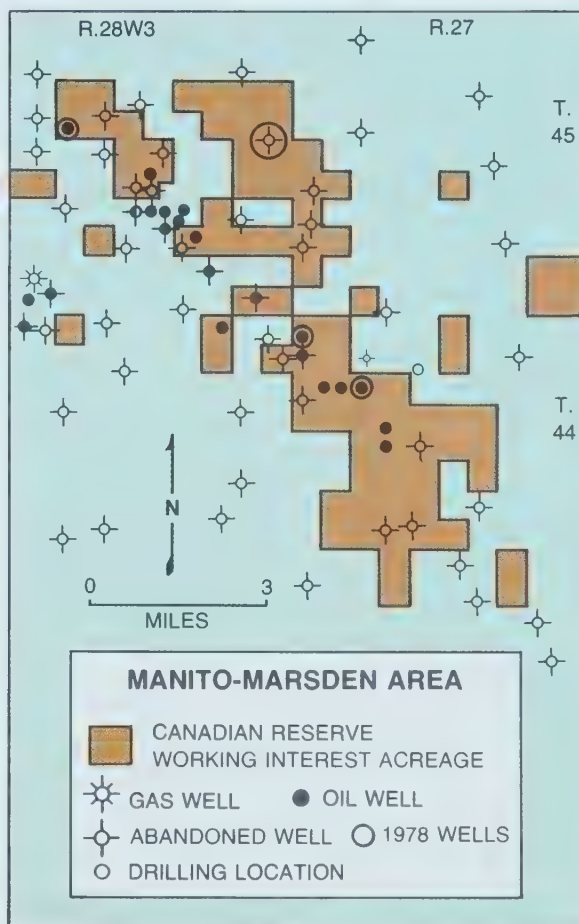 R.28W3 R.27
T.
45
T.
44
N
0 3
MILES
MANITO-MARSDEN AREA
CANADIAN RESERVE
WORKING INTEREST ACREAGE
GAS WELL OIL WELL
ABANDONED WELL 1978 WELLS
DRILLING LOCATION